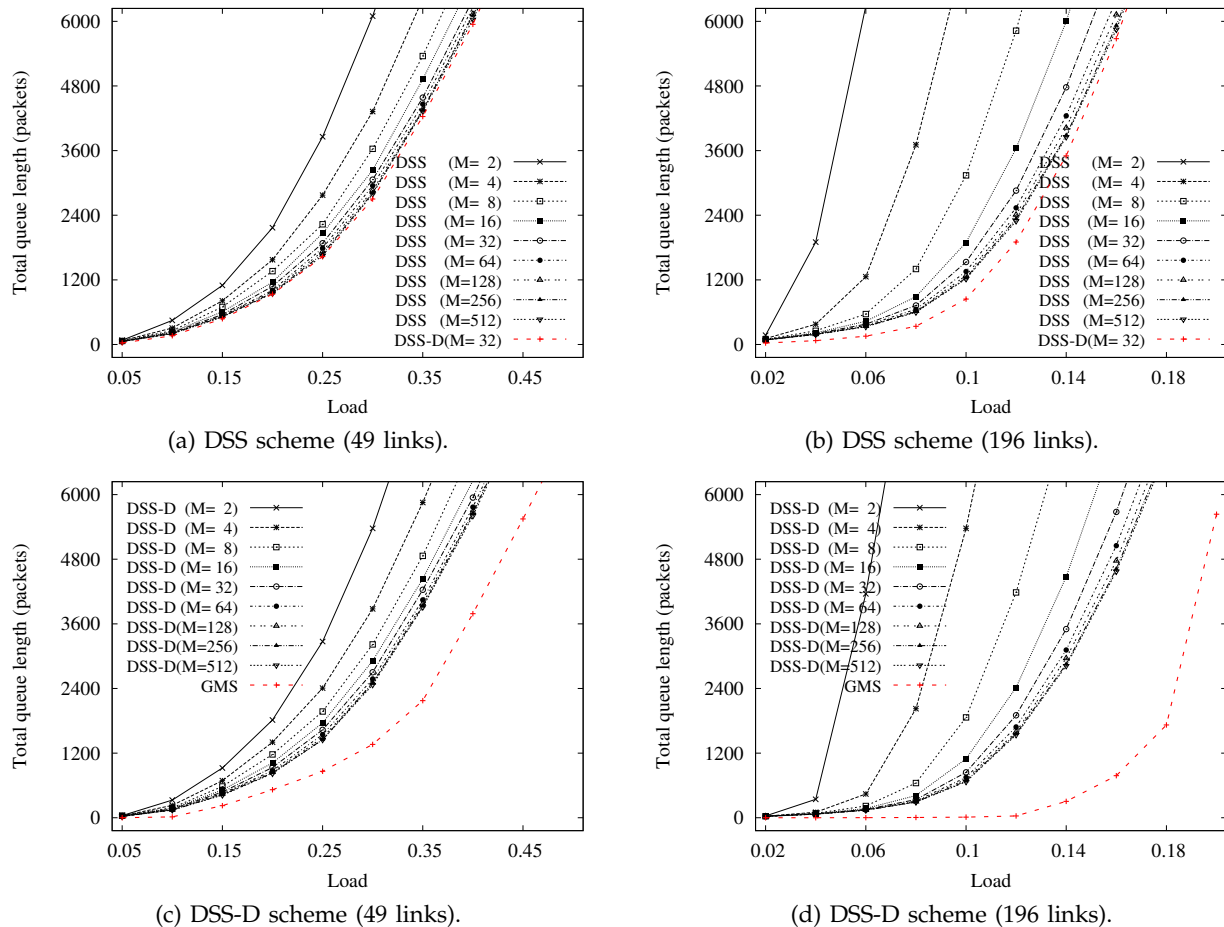 Total queue length (packets)
6000
4800
3600
2400
1200
0
DSS (M= 2)
DSS (M= 4)
DSS (M= 8)
DSS (M= 16)
DSS (M= 32)
DSS (M= 64)
DSS (M=128)
DSS (M=256)
DSS (M=512)
DSS-D(M= 32)
0.05 0.15 0.25 0.35 0.45
Load
(a) DSS scheme (49 links).
Total queue length (packets)
6000
4800
3600
2400
1200
0
DSS (M= 2)
DSS (M= 4)
DSS (M= 8)
DSS (M= 16)
DSS (M= 32)
DSS (M= 64)
DSS (M=128)
DSS (M=256)
DSS (M=512)
DSS-D(M= 32)
0.02 0.06 0.1 0.14 0.18
Load
(b) DSS scheme (196 links).
Total queue length (packets)
6000
4800
3600
2400
1200
0
DSS-D (M= 2)
DSS-D (M= 4)
DSS-D (M= 8)
DSS-D (M= 16)
DSS-D (M= 32)
DSS-D (M= 64)
DSS-D(M=128)
DSS-D(M=256)
DSS-D(M=512)
GMS
0.05 0.15 0.25 0.35 0.45
Load
(c) DSS-D scheme (49 links).
Total queue length (packets)
6000
4800
3600
2400
1200
0
DSS-D (M= 2)
DSS-D (M= 4)
DSS-D (M= 8)
DSS-D (M= 16)
DSS-D (M= 32)
DSS-D (M= 64)
DSS-D(M=128)
DSS-D(M=256)
DSS-D(M=512)
GMS
0.02 0.06 0.1 0.14 0.18
Load
(d) DSS-D scheme (196 links).